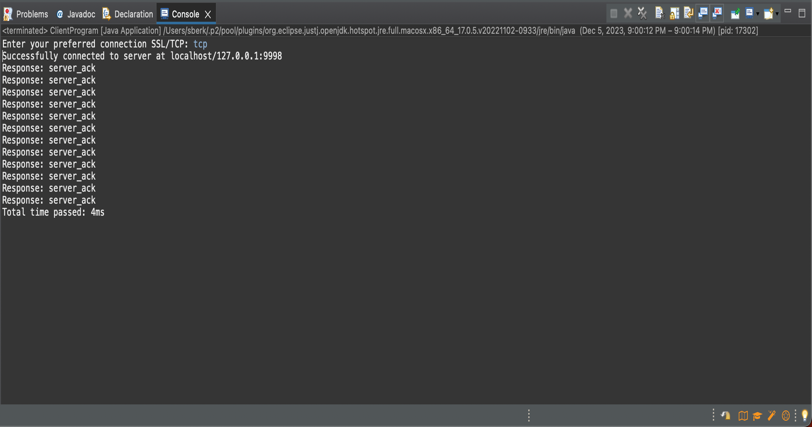 Problems Javadoc Declaration Console
<terminated> ClientProgram [Java Application] /Users/sberk/.p2/pool/plugins/org.eclipse.justj.openjdk.hotspot.jre.full.macosx.x86_64_17.0.5.v20221102-0933/jre/bin/java (Dec 5, 2023, 9:00:12 PM – 9:00:14 PM) [pid: 17302]
Enter your preferred connection SSL/TCP: tcp
Successfully connected to server at localhost/127.0.0.1:9998
Response: server_ack
Response: server_ack
Response: server_ack
Response: server_ack
Response: server_ack
Response: server_ack
Response: server_ack
Response: server_ack
Response: server_ack
Response: server_ack
Response: server_ack
Response: server_ack
Total time passed: 4ms